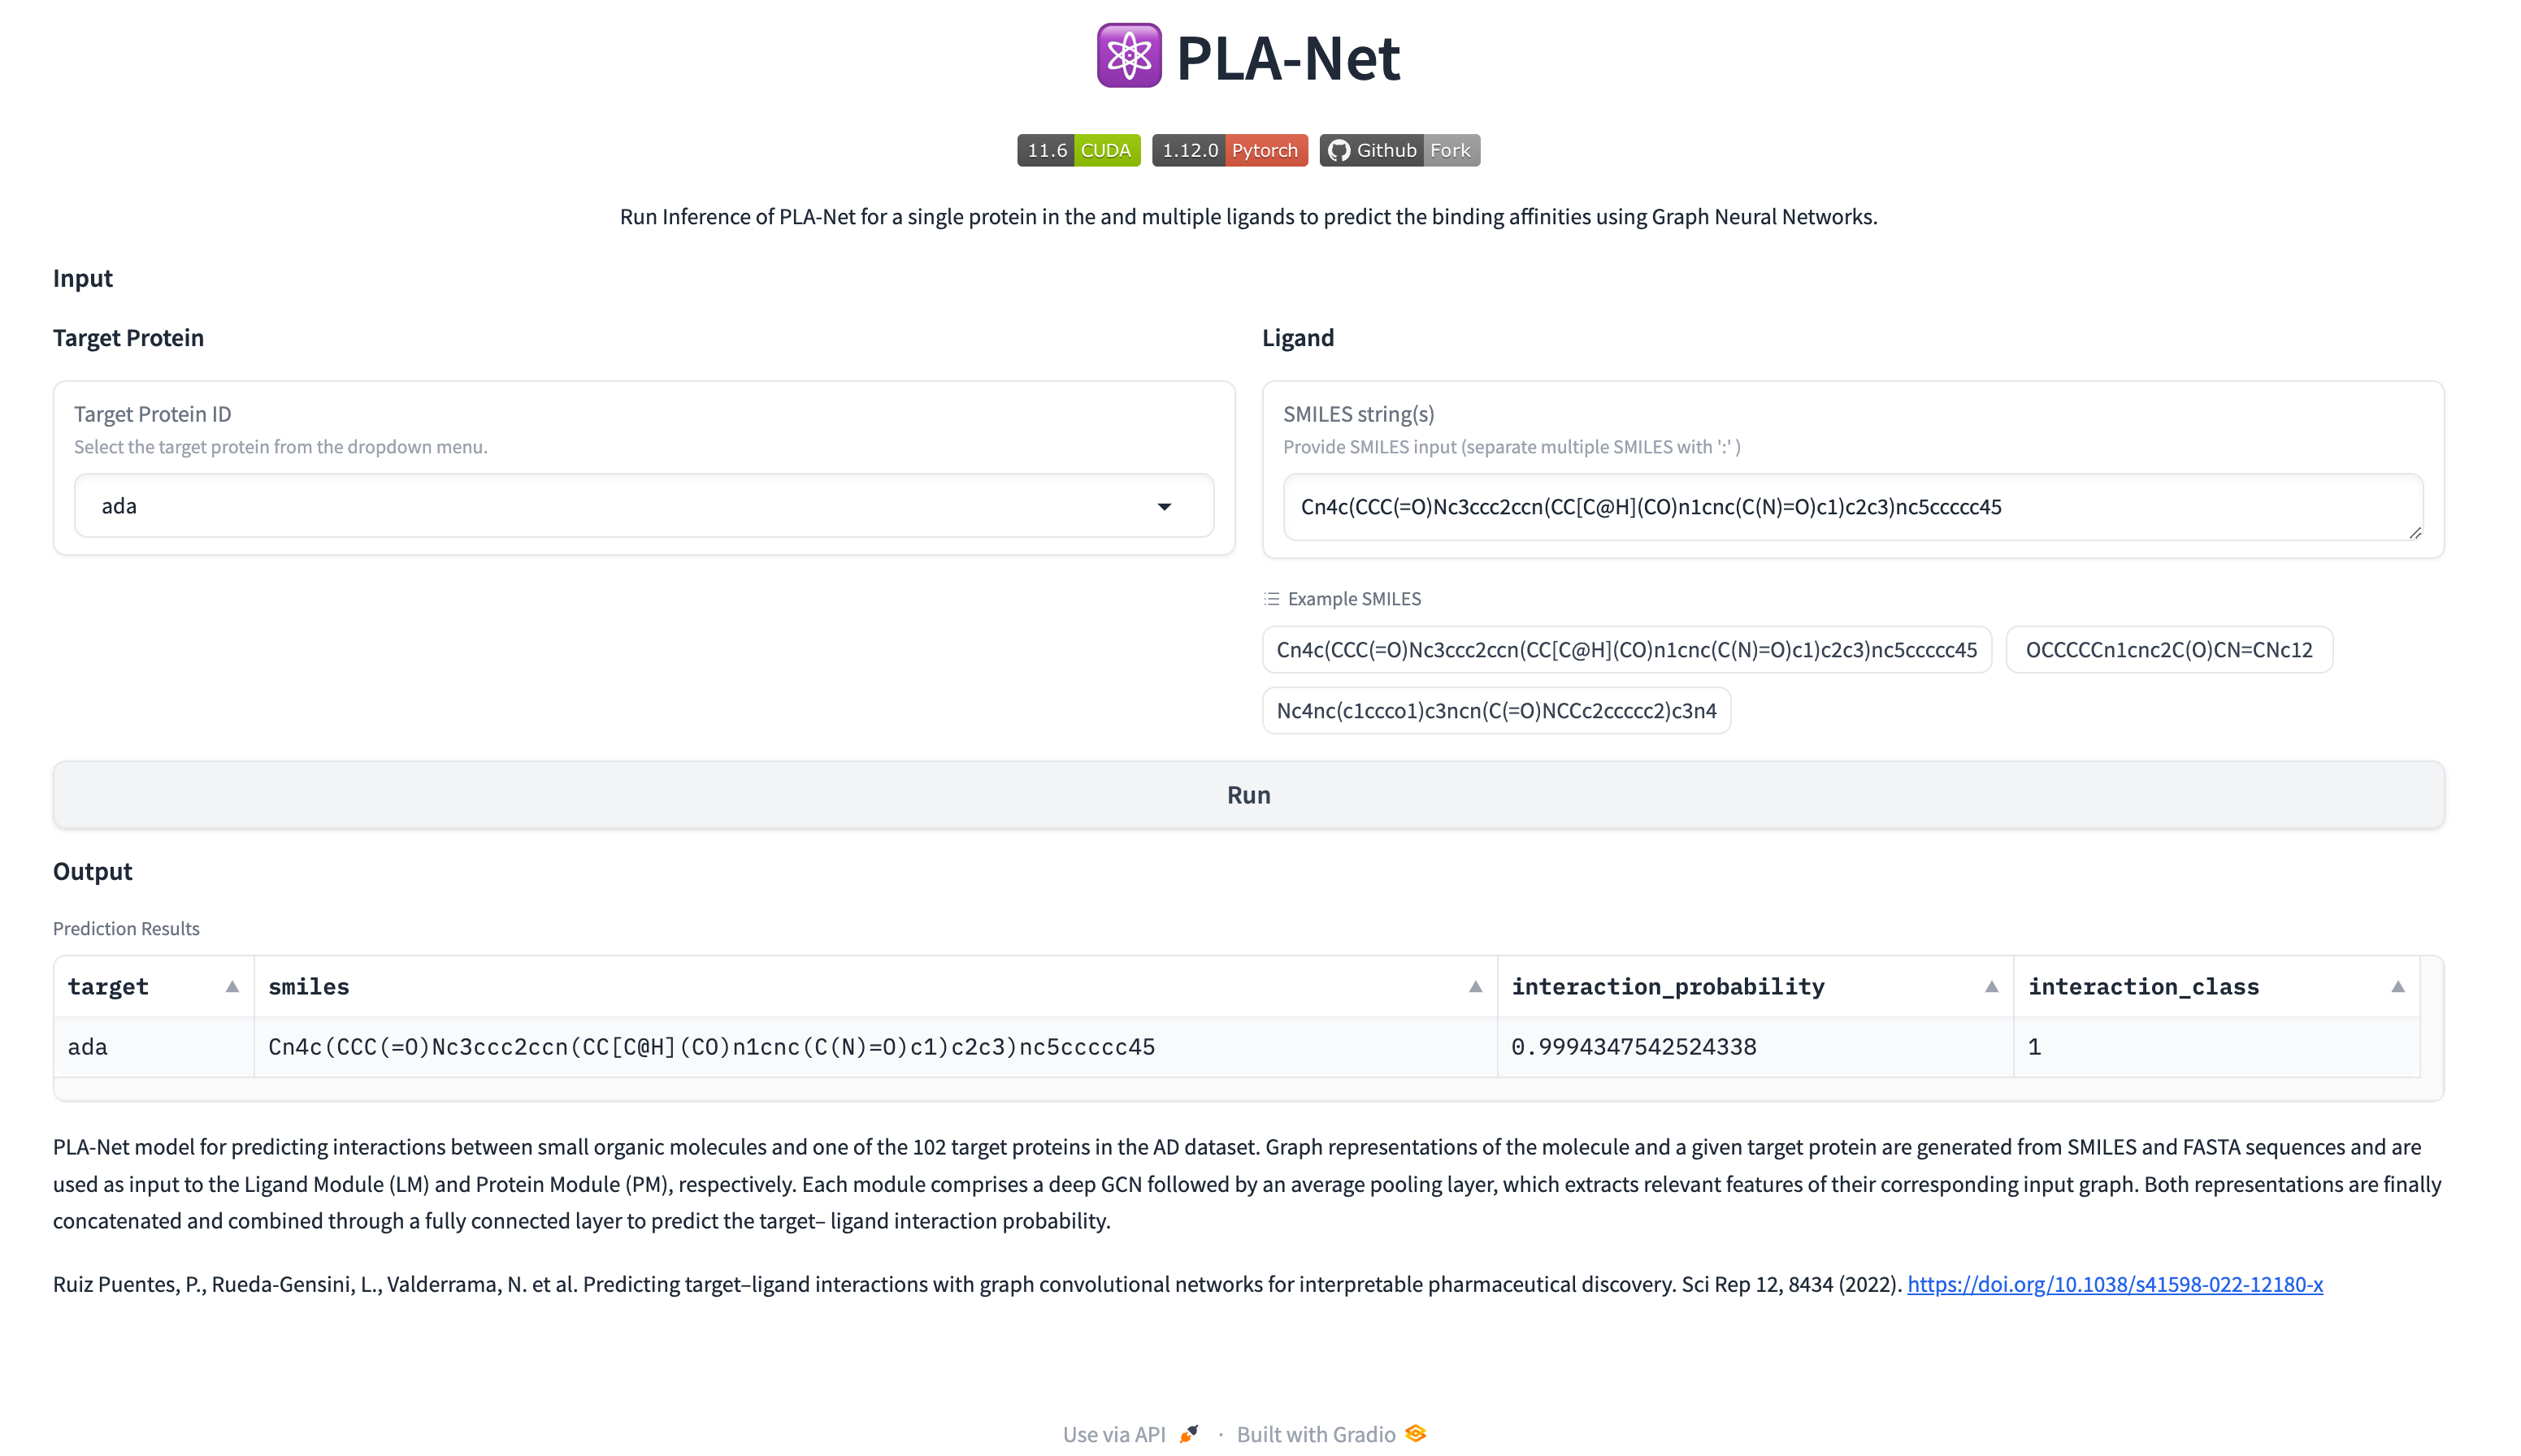 PLA-Net
11.6 CUDA 1.12.0 Pytorch Github Fork
Run Inference of PLA-Net for a single protein in the and multiple ligands to predict the binding affinities using Graph Neural Networks.
Input
Target Protein
Target Protein ID
Select the target protein from the dropdown menu.
ada
Ligand
SMILES string(s)
Provide SMILES input (separate multiple SMILES with ':' )
Cn4c(CCC(=O)Nc3ccc2ccn(CC[C@H](CO)n1cnc(C(N)=O)c1)c2c3)nc5ccccc45
Example SMILES
Cn4c(CCC(=O)Nc3ccc2ccn(CC[C@H](CO)n1cnc(C(N)=O)c1)c2c3)nc5ccccc45 OCCCCCn1cnc2C(O)CN=CNc12
Nc4nc(c1ccco1)c3ncn(C(=O)NCCc2ccccc2)c3n4
Run
Output
Prediction Results
target smiles interaction_probability interaction_class
ada Cn4c(CCC(=O)Nc3ccc2ccn(CC[C@H](CO)n1cnc(C(N)=O)c1)c2c3)nc5ccccc45 0.9994347542524338 1
PLA-Net model for predicting interactions between small organic molecules and one of the 102 target proteins in the AD dataset. Graph representations of the molecule and a given target protein are generated from SMILES and FASTA sequences and are
used as input to the Ligand Module (LM) and Protein Module (PM), respectively. Each module comprises a deep GCN followed by an average pooling layer, which extracts relevant features of their corresponding input graph. Both representations are finally
concatenated and combined through a fully connected layer to predict the target– ligand interaction probability.
Ruiz Puentes, P., Rueda-Gensini, L., Valderrama, N. et al. Predicting target–ligand interactions with graph convolutional networks for interpretable pharmaceutical discovery. Sci Rep 12, 8434 (2022). https://doi.org/10.1038/s41598-022-12180-x
Use via API · Built with Gradio